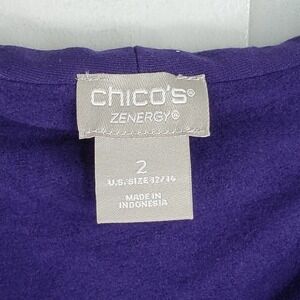 chico's®
ZENERGY®
2
U.S. SIZE 12/14
MADE IN
INDONESIA